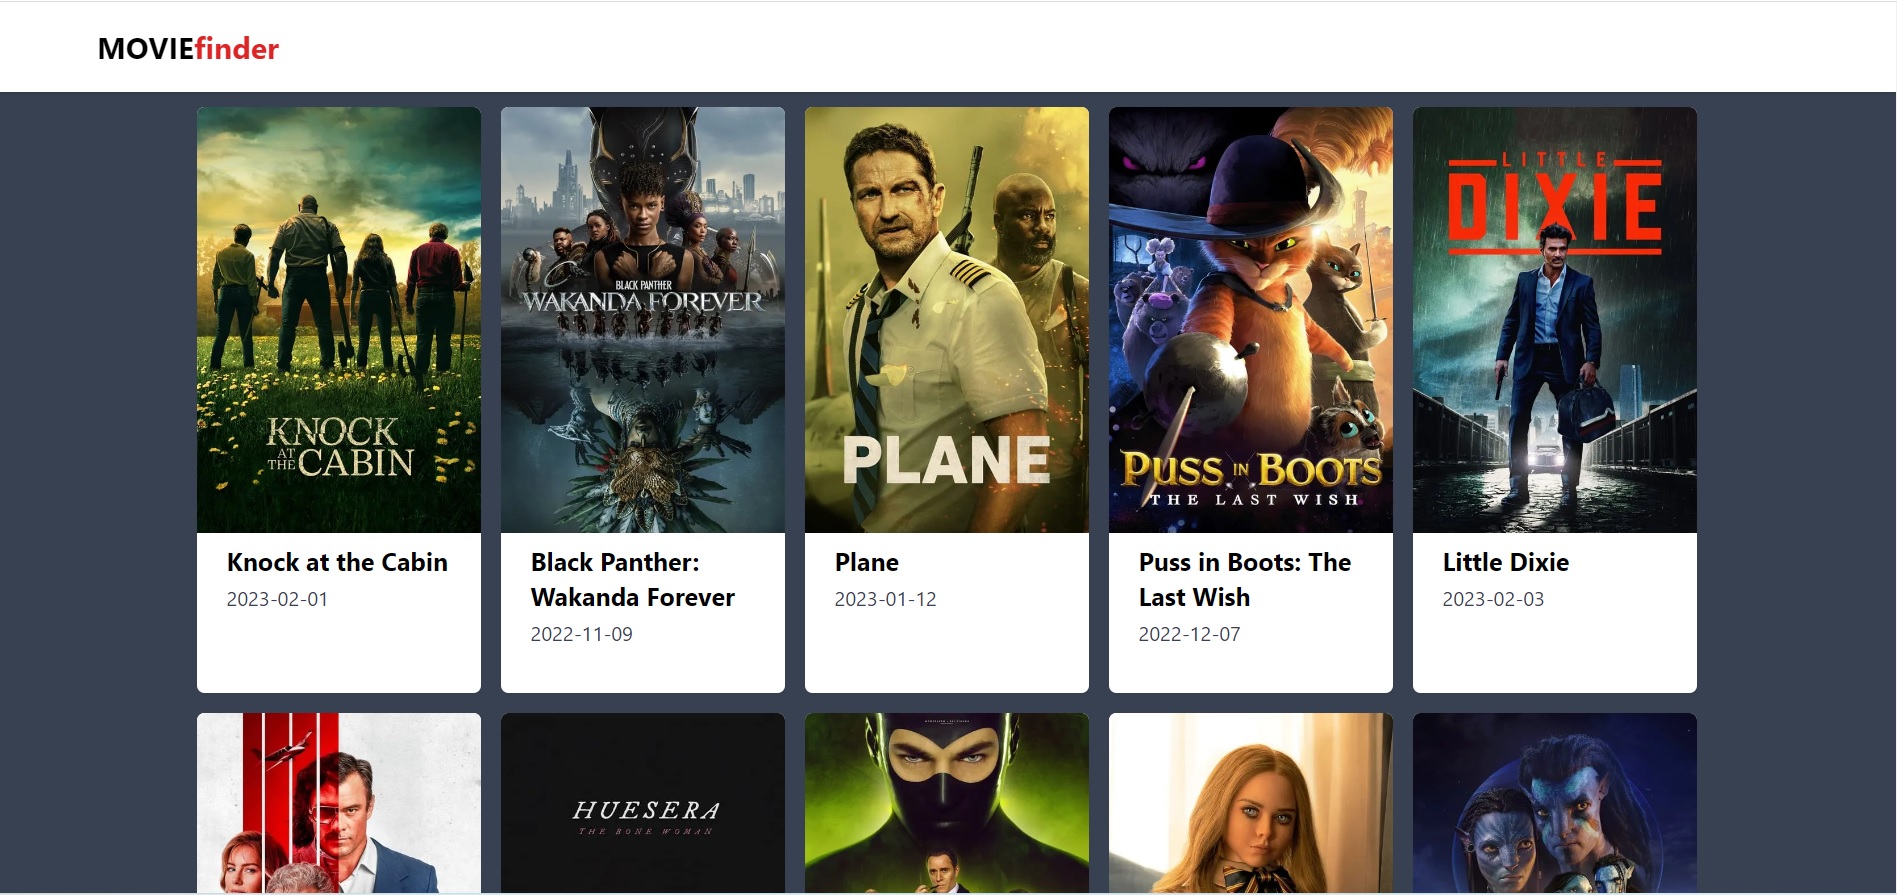 MOVIEfinder
KNOCK
AT
THE CABIN
BLACK PANTHER
WAKANDA FOREVER
PLANE
PUSS IN BOOTS
THE LAST WISH
LITTLE
DIXIE
Knock at the Cabin
2023-02-01
Black Panther:
Wakanda Forever
2022-11-09
Plane
2023-01-12
Puss in Boots: The
Last Wish
2022-12-07
Little Dixie
2023-02-03
HUESERA
THE BONE WOMAN